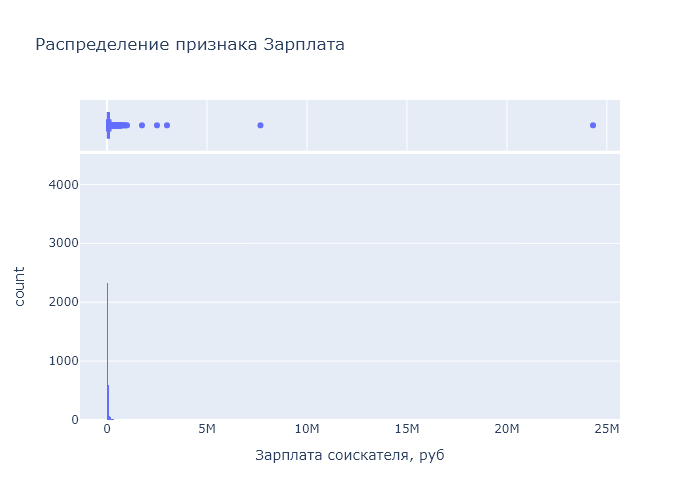 Распределение признака Зарплата
4000
3000
2000
1000
0
count
0 5M 10M 15M 20M 25M
Зарплата соискателя, руб